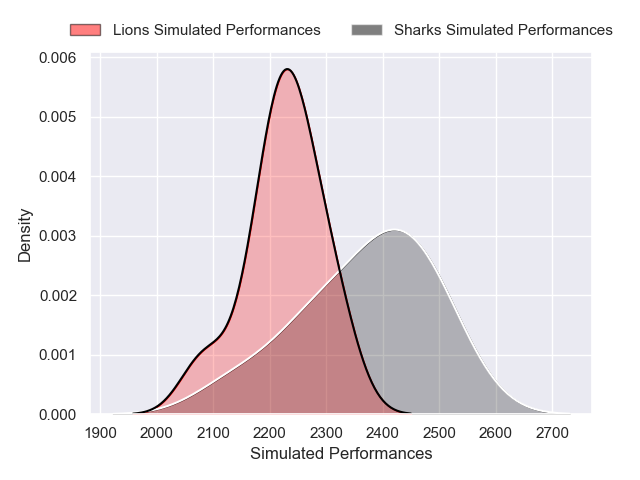 Lions Simulated Performances Sharks Simulated Performances
0.006
0.005
0.004
0.003
0.002
0.001
0.000
Density
1900 2000 2100 2200 2300 2400 2500 2600 2700
Simulated Performances